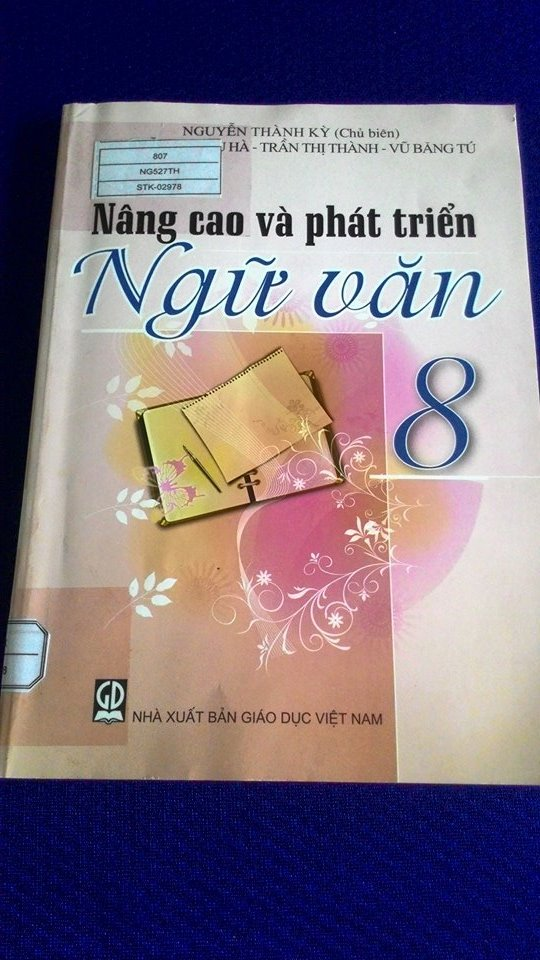 NGUYỄN THÀNH KỲ (Chủ biên)
HÀ - TRẦN THỊ THÀNH - VŨ BĂNG TÚ
807
NG527TH
STK-02978
Nâng cao và phát triển
Ngữ văn
8
GD
NHÀ XUẤT BẢN GIÁO DỤC VIỆT NAM